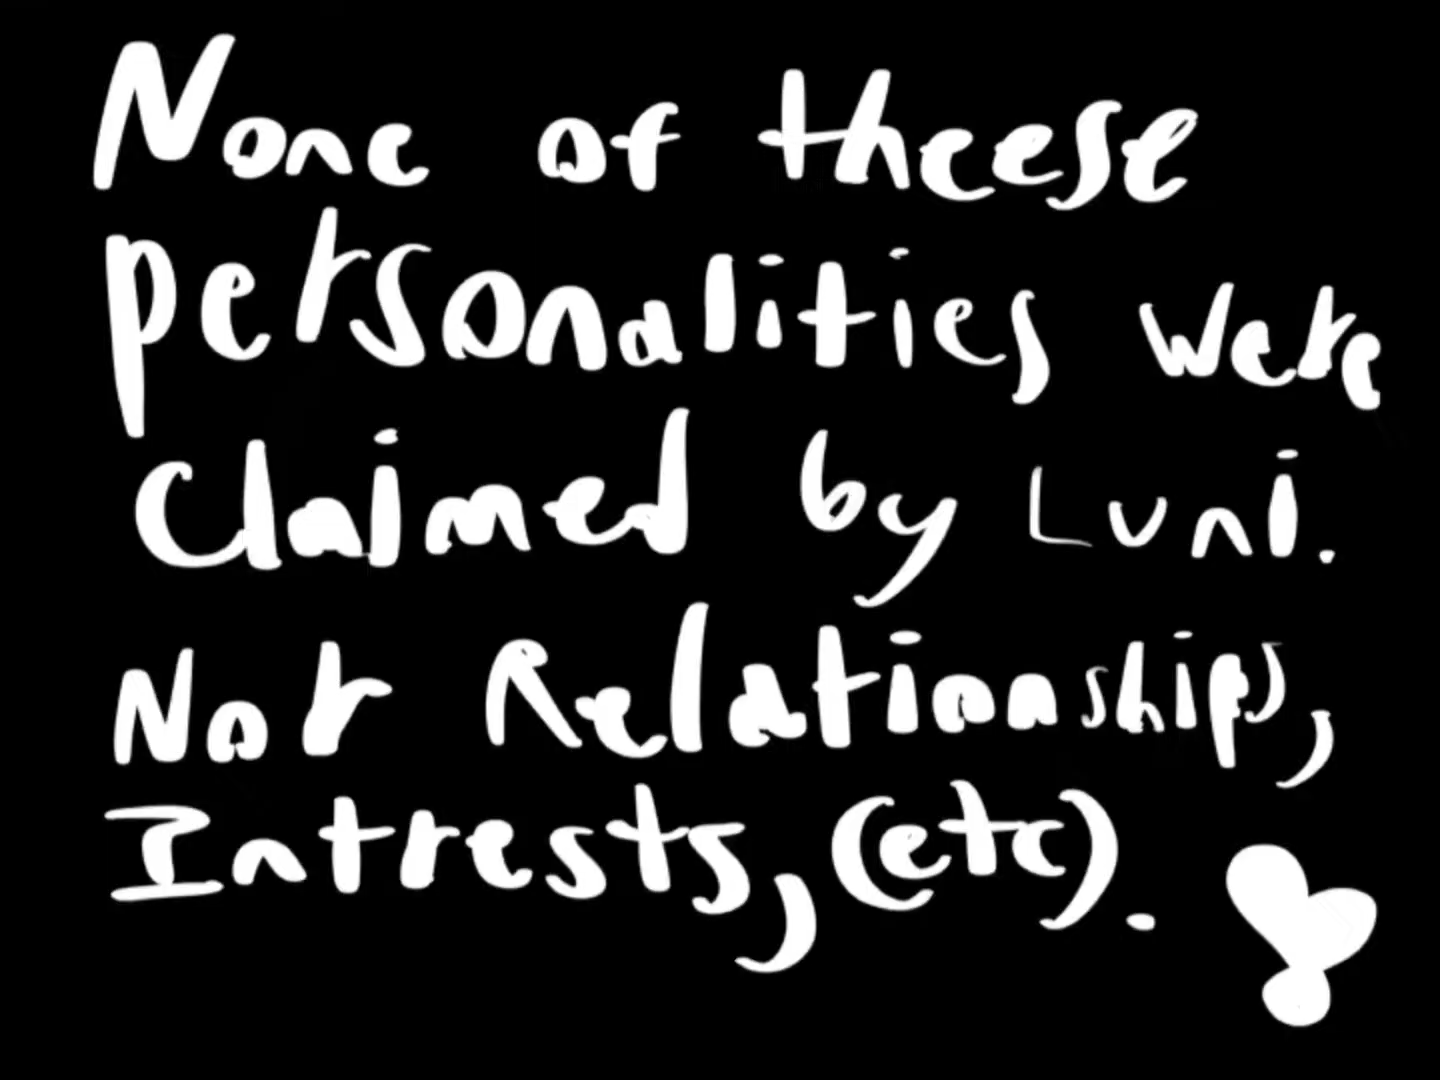 None of theese
personalities were
claimed by Luni.
Nor Relationships,
Intrests, (etc).